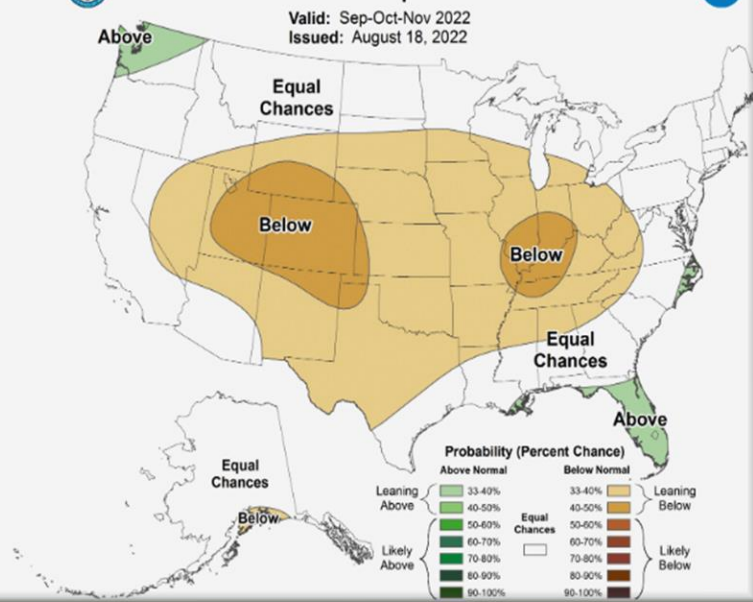 Valid: Sep-Oct-Nov 2022
Issued: August 18, 2022
Above
Equal
Chances
Below
Below
Equal
Chances
Above
Equal
Chances
Below
Probability (Percent Chance)
Above Normal
Below Normal
Leaning
Above
33-40%
40-50%
Likely
Above
50-60%
60-70%
70-80%
80-90%
90-100%
Equal
Chances
33-40%
40-50%
Leaning
Below
50-60%
60-70%
70-80%
80-90%
90-100%
Likely
Below